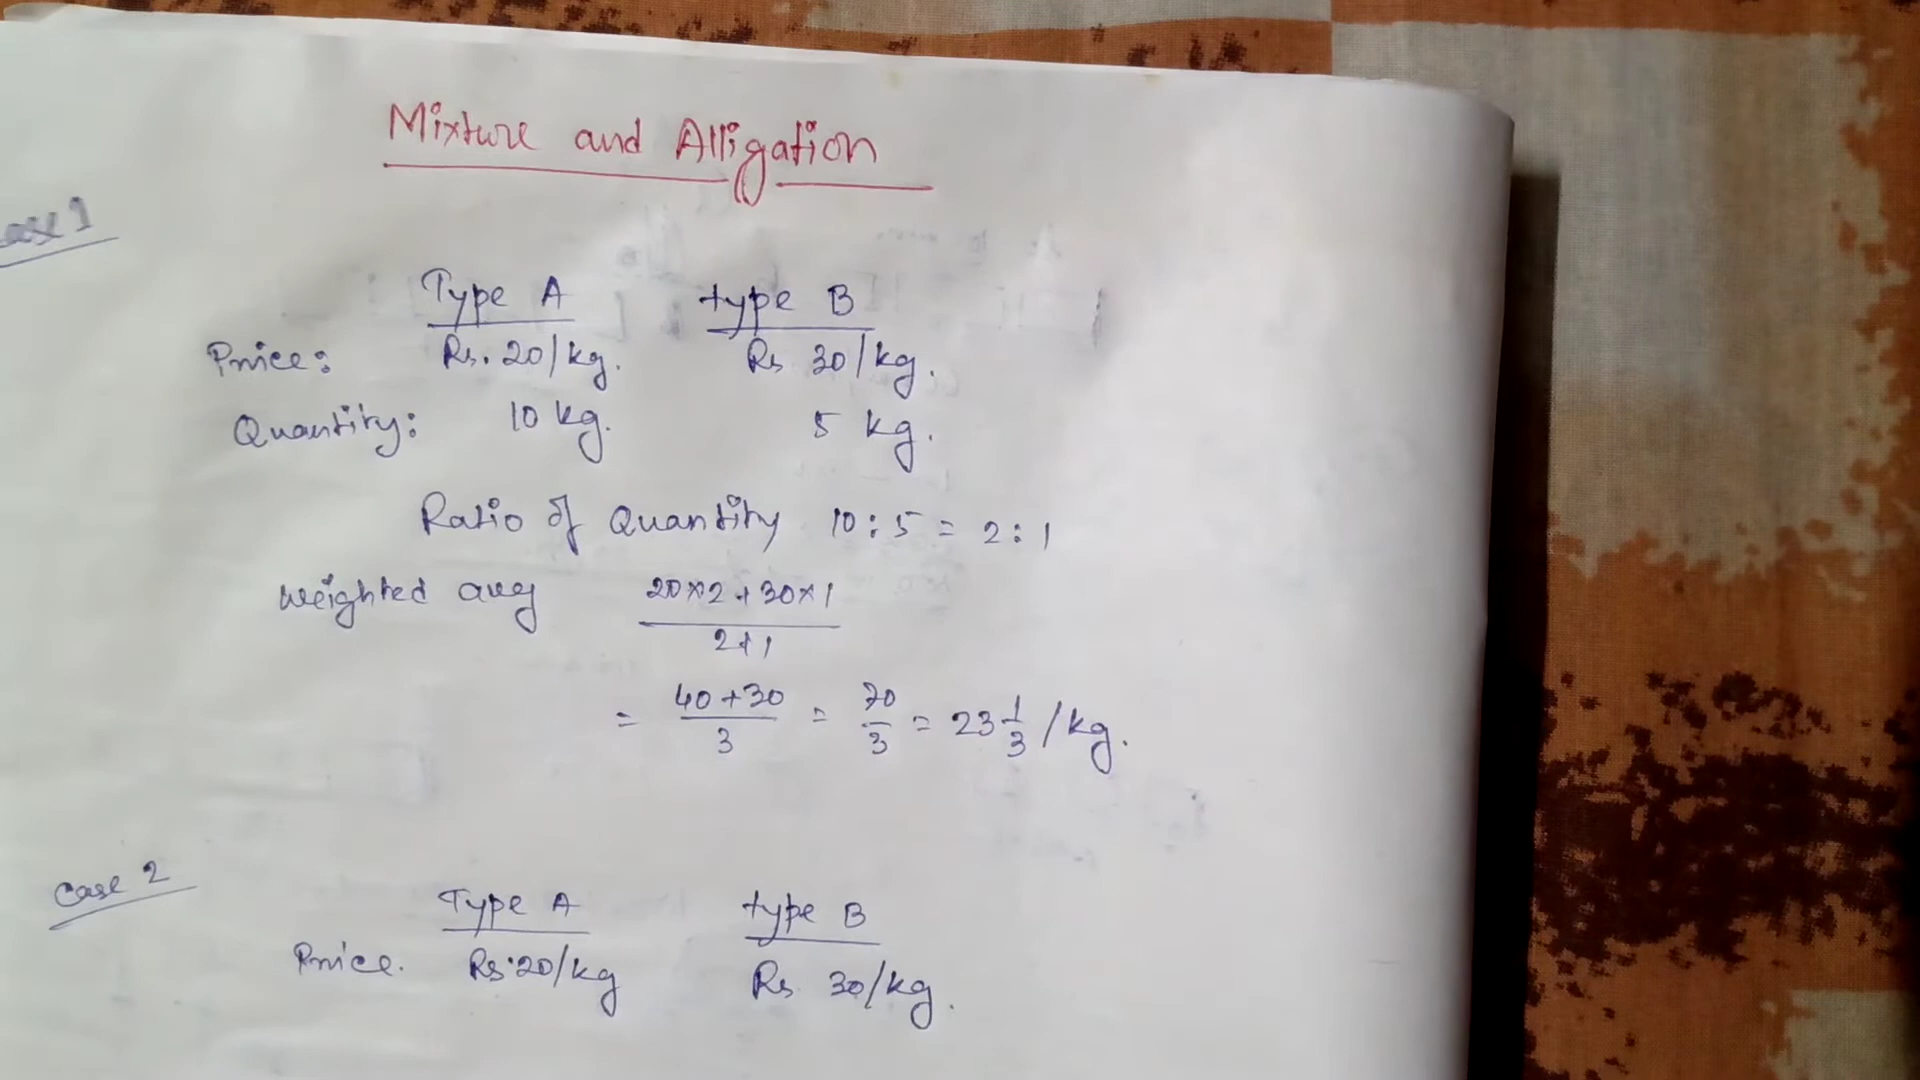 Mixture and Alligation
Case 1
Type A type B
Price: Rs. 20/kg. Rs 30/kg.
Quantity: 10 kg. 5 kg.
Ratio of Quantity 10:5 = 2:1
Weighted avg 20×2+30×1
2+1
= 40+30 / 3 = 70/3 = 23 1/3 /kg.
Case 2
Type A type B
Price. Rs.20/kg Rs 30/kg.